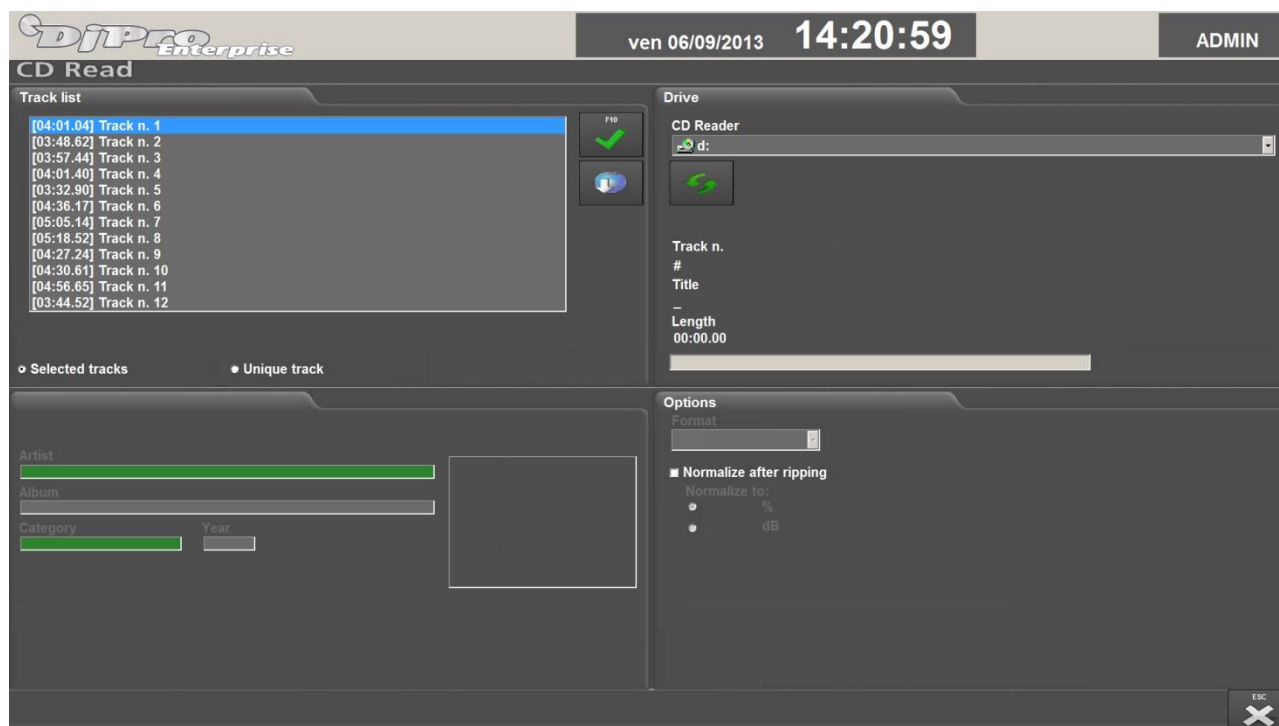 DjPro
Enterprise
ven 06/09/2013 14:20:59
ADMIN
CD Read
Track list
[04:01.04] Track n. 1
[03:48.62] Track n. 2
[03:57.44] Track n. 3
[04:01.40] Track n. 4
[03:32.90] Track n. 5
[04:36.17] Track n. 6
[05:05.14] Track n. 7
[05:18.52] Track n. 8
[04:27.24] Track n. 9
[04:30.61] Track n. 10
[04:56.65] Track n. 11
[03:44.52] Track n. 12
F10
Selected tracks
Unique track
Drive
CD Reader
d:
Track n.
#
Title
_
Length
00:00.00
Artist
Album
Category
Year
Options
Format
Normalize after ripping
Normalize to:
%
dB
ESC